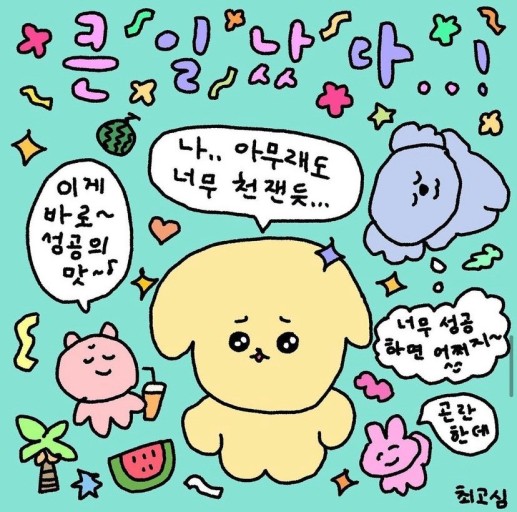 큰일났다..!
나.. 아무래도
너무 천잰듯...
이게
바로~
성공의
맛~♪
너무 성공
하면 어쩌지~
곤란
한데
최고심